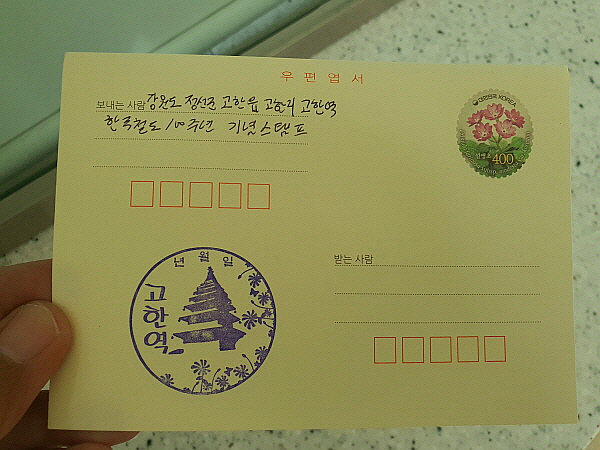 우편엽서
보내는 사람 강원도 정선군 고한읍 고한리 고한역
한국철도 110주년 기념스탬프
대한민국 KOREA
400
년 월 일
고한역
받는 사람